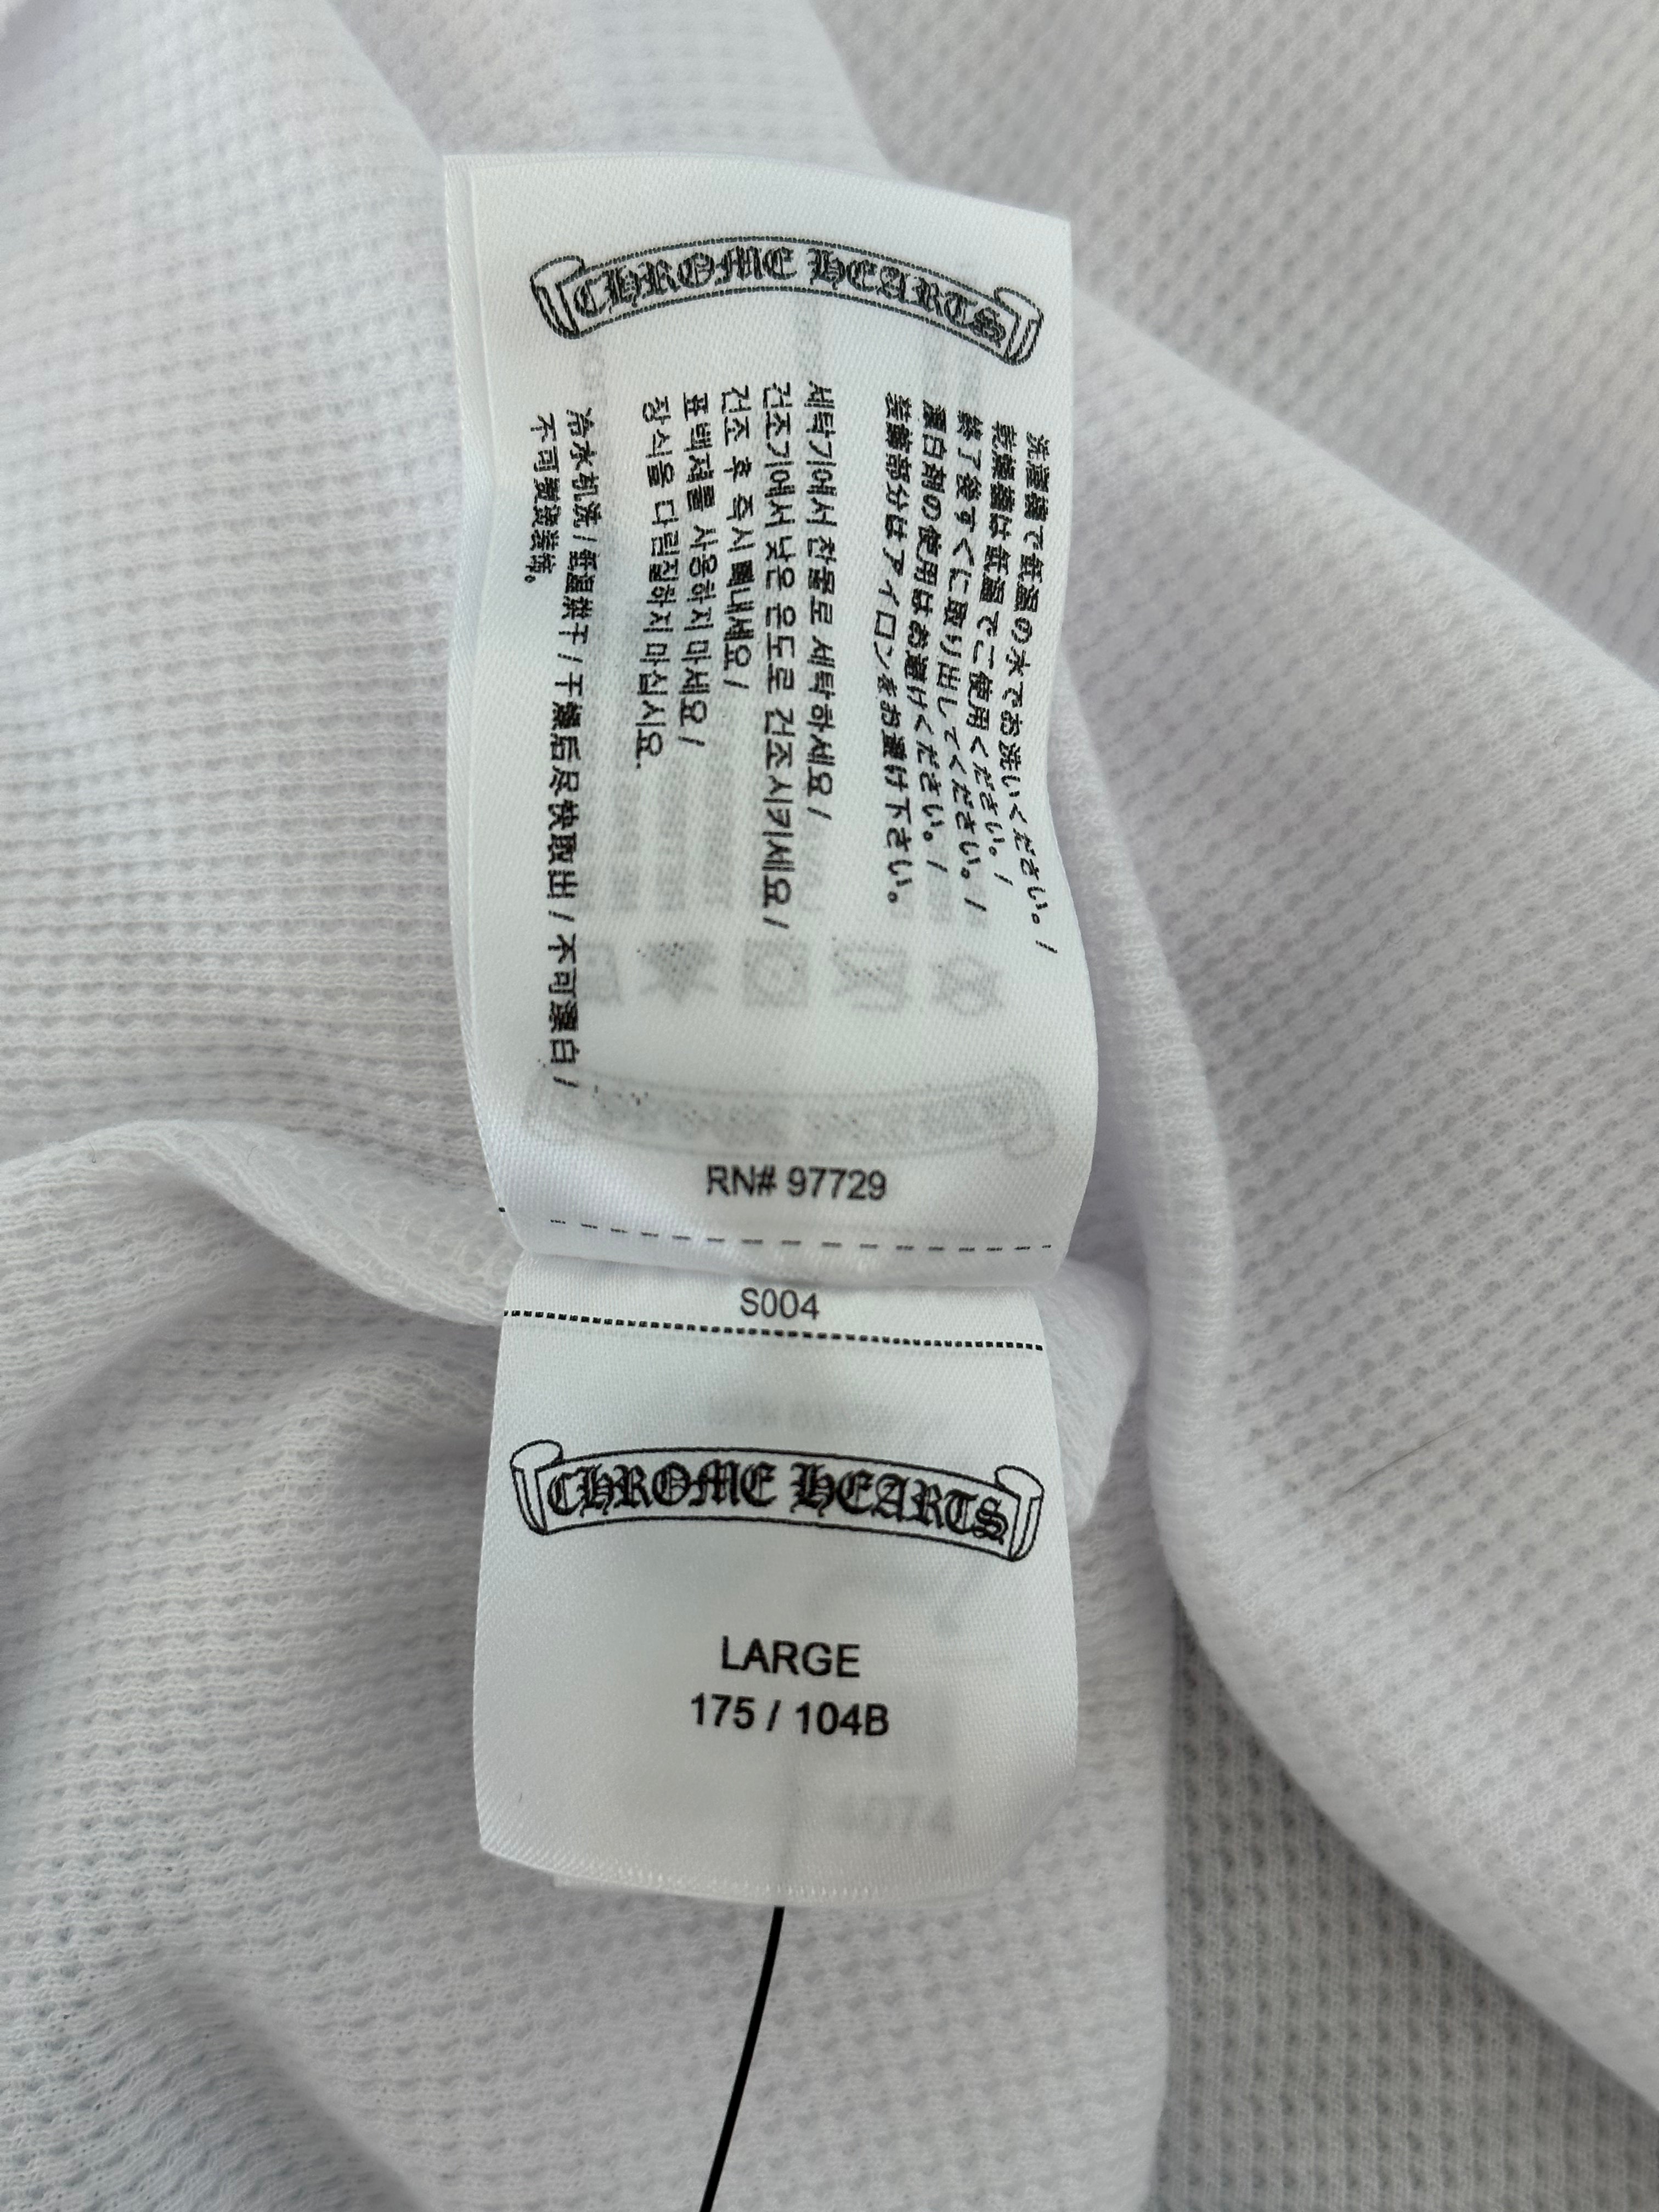 CHROME HEARTS
洗濯機で低温の水でお洗いください。/
乾燥機は低温でご使用ください。/
終了後すぐに取り出してください。/
漂白剤の使用はお避けください。/
装飾部分はアイロンをお避け下さい。
세탁기에서 찬물로 세탁하세요 /
건조기에서 낮은 온도로 건조시키세요 /
건조 후 즉시 빼내세요 /
표백제를 사용하지 마세요 /
장식을 다림질하지 마십시요.
冷水机洗 / 低温烘干 / 干燥后尽快取出 / 不可漂白 /
不可熨烫装饰。
RN# 97729
S004
CHROME HEARTS
LARGE
175 / 104B